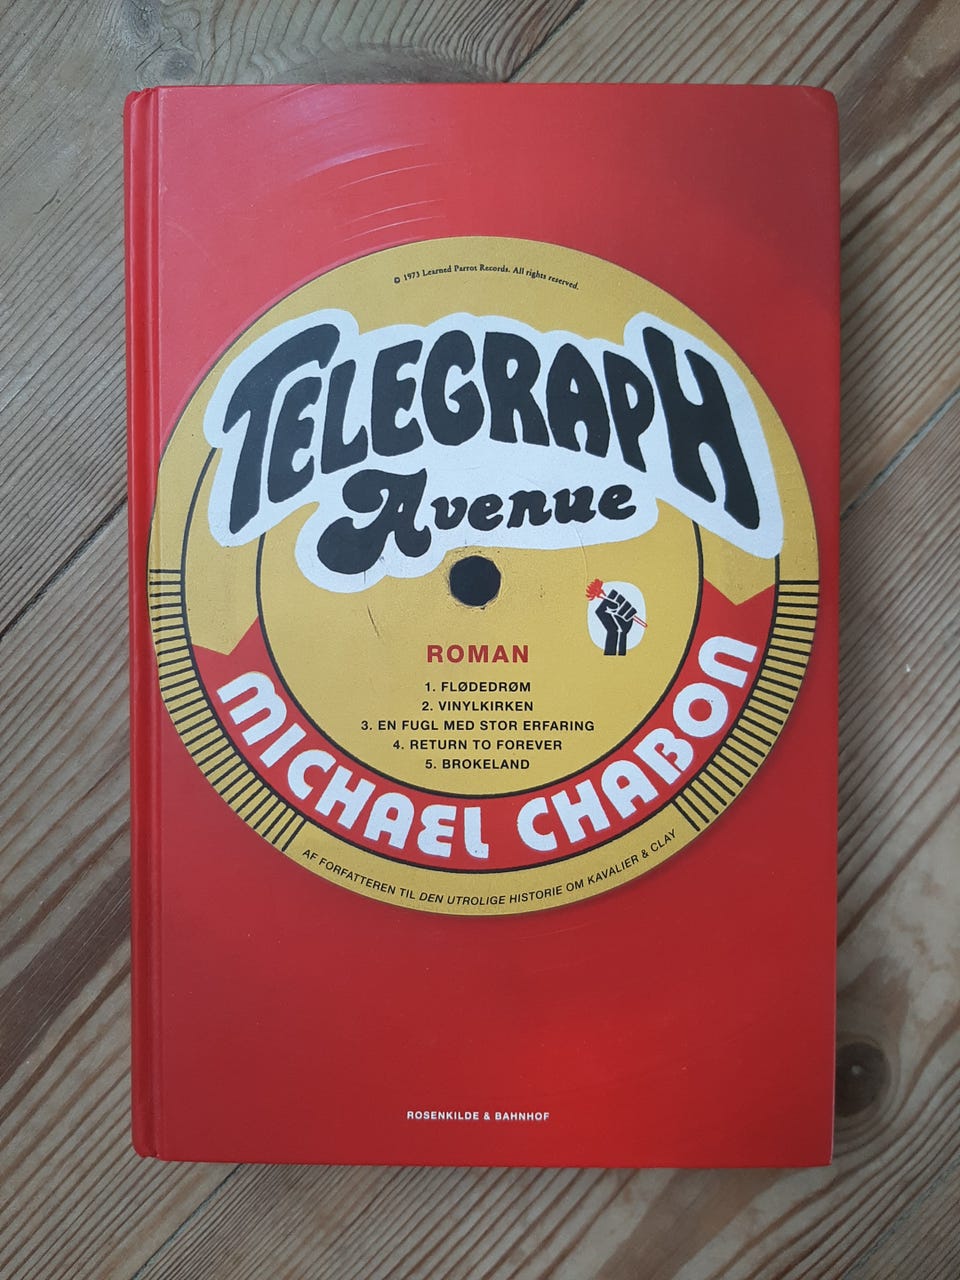 © 1973 Learned Parrot Records. All rights reserved.
TELEGRAPH
Avenue
ROMAN
1. FLØDEDRØM
2. VINYLKIRKEN
3. EN FUGL MED STOR ERFARING
4. RETURN TO FOREVER
5. BROKELAND
MICHAEL CHABON
AF FORFATTEREN TIL DEN UTROLIGE HISTORIE OM KAVALIER & CLAY
ROSENKILDE & BAHNHOF